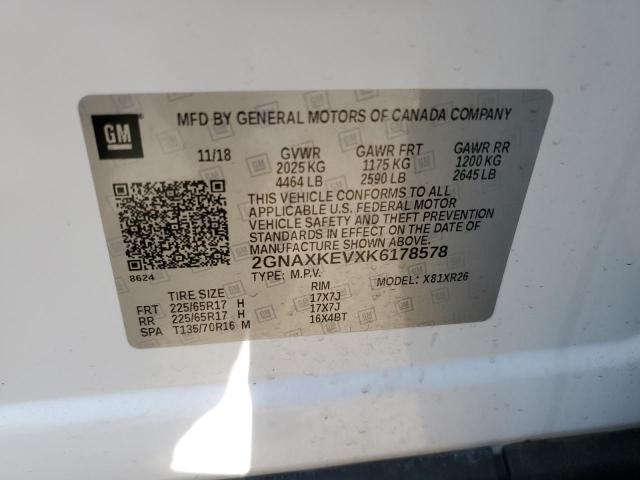 GM
MFD BY GENERAL MOTORS OF CANADA COMPANY
11/18 GVWR GAWR FRT GAWR RR
2025 KG 1175 KG 1200 KG
4464 LB 2590 LB 2645 LB
THIS VEHICLE CONFORMS TO ALL
APPLICABLE U.S. FEDERAL MOTOR
VEHICLE SAFETY AND THEFT PREVENTION
STANDARDS IN EFFECT ON THE DATE OF
MANUFACTURE SHOWN ABOVE.
8624
2GNAXKEVXK6178578
TYPE: M.P.V. MODEL: X81XR26
TIRE SIZE RIM
FRT 225/65R17 H 17X7J
RR 225/65R17 H 17X7J
SPA T135/70R16 M 16X4BT